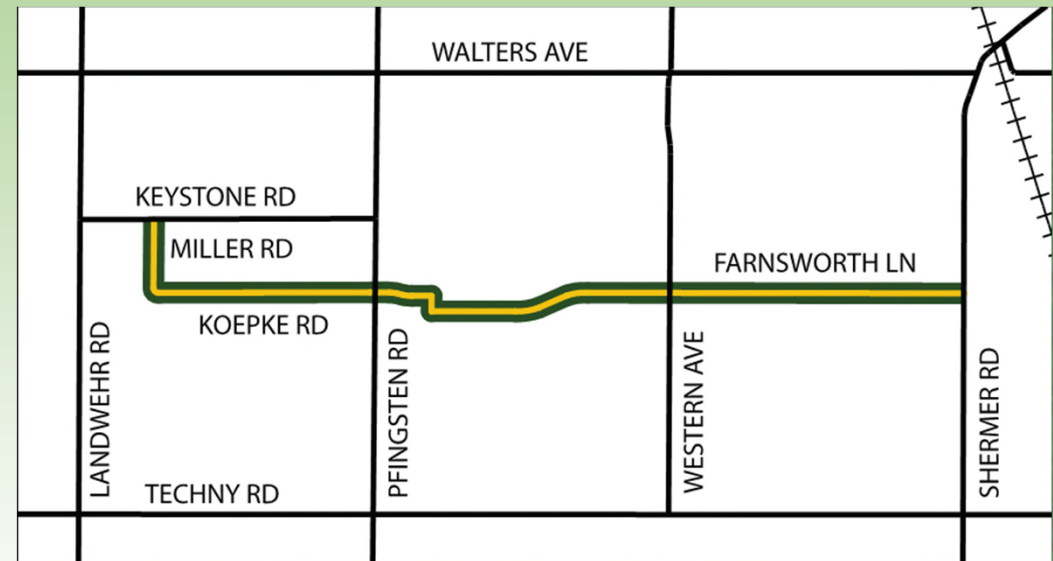 WALTERS AVE
KEYSTONE RD
MILLER RD
FARNSWORTH LN
KOEPKE RD
LANDWEHR RD
PFINGSTEN RD
WESTERN AVE
SHERMER RD
TECHNY RD